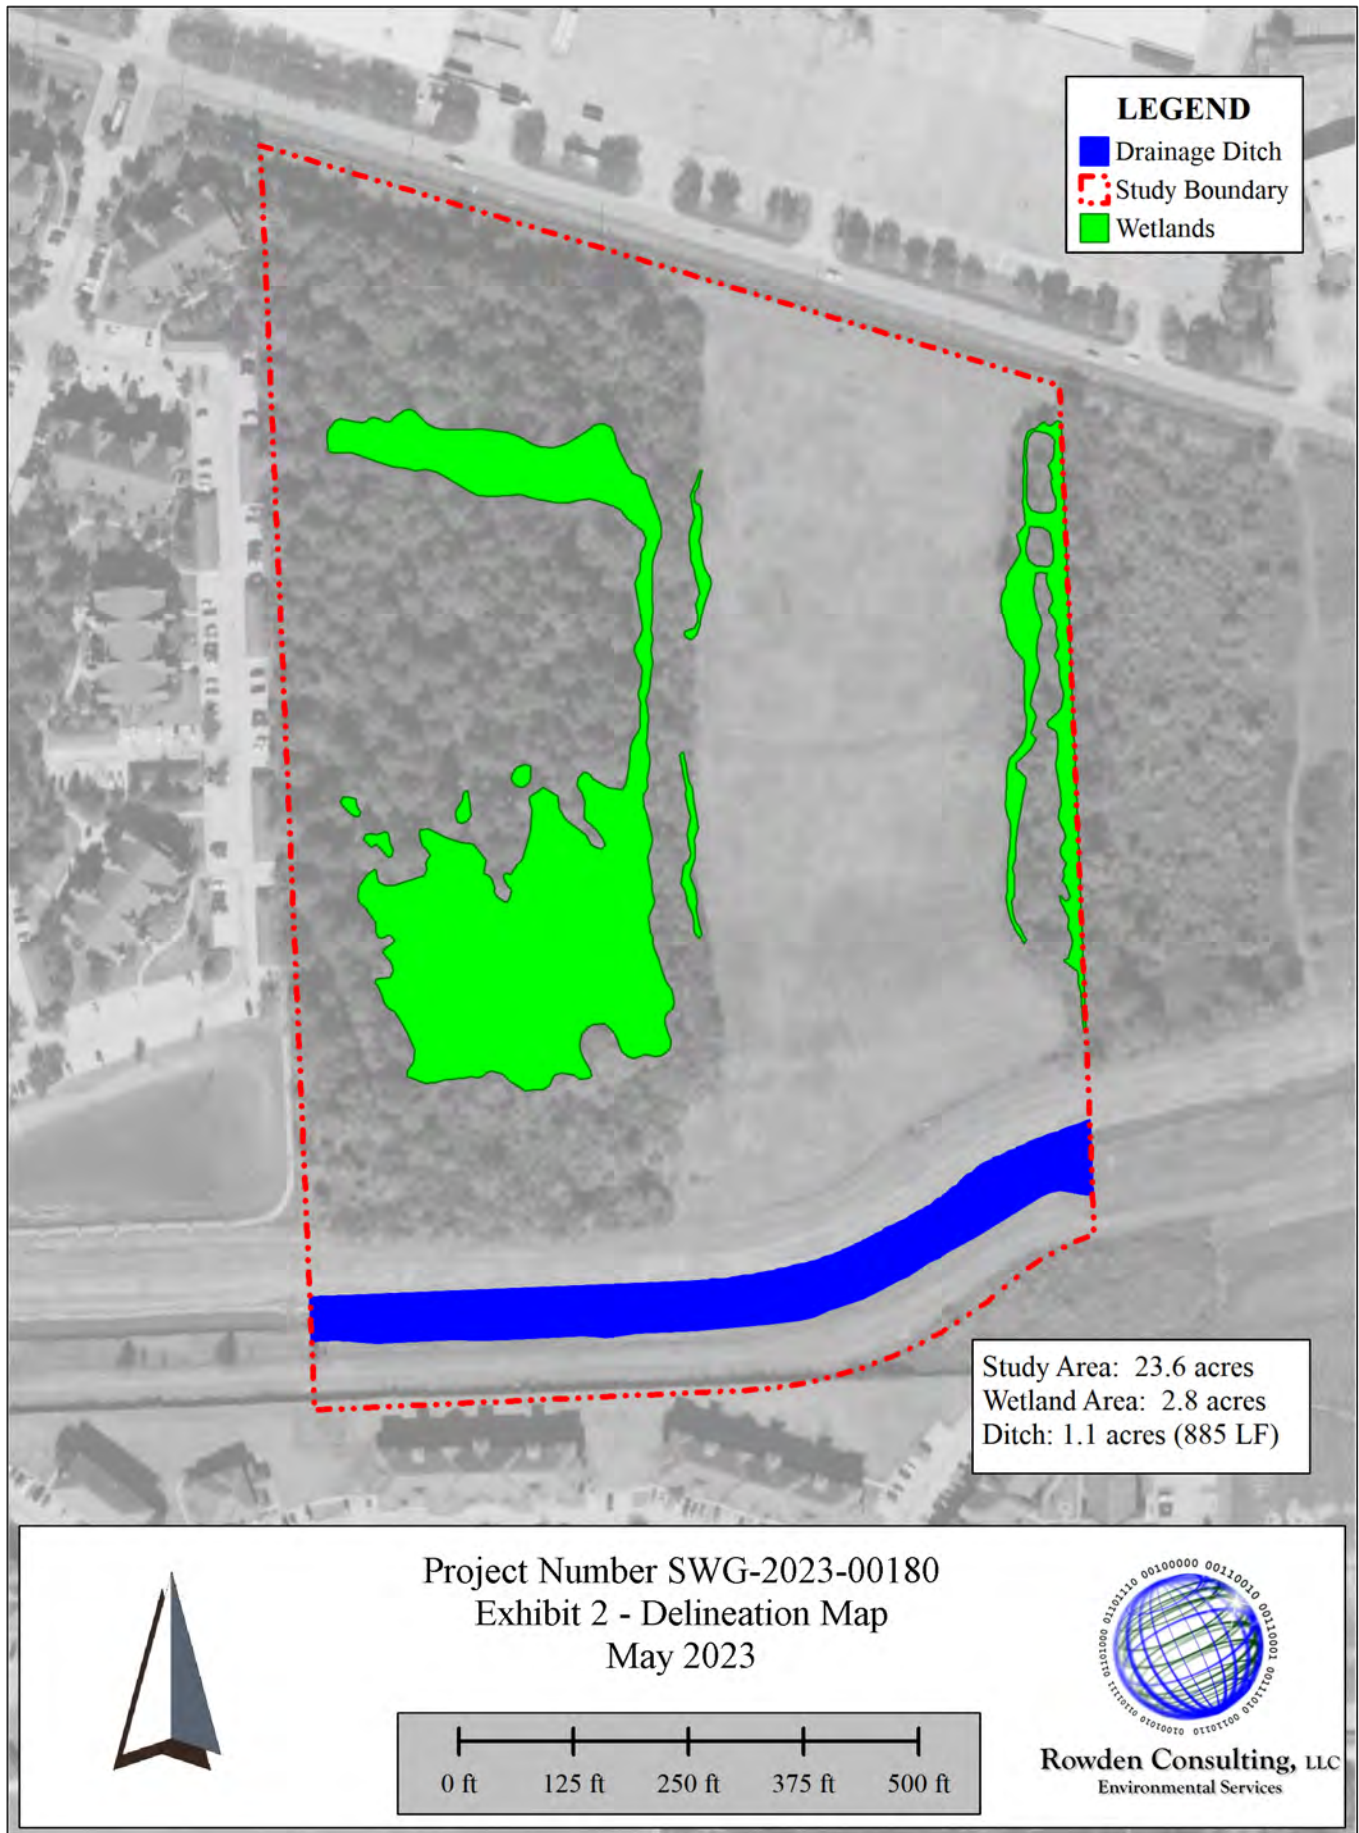 LEGEND
Drainage Ditch
Study Boundary
Wetlands
Study Area: 23.6 acres
Wetland Area: 2.8 acres
Ditch: 1.1 acres (885 LF)
Project Number SWG-2023-00180
Exhibit 2 - Delineation Map
May 2023
0 ft 125 ft 250 ft 375 ft 500 ft
Rowden Consulting, LLC
Environmental Services